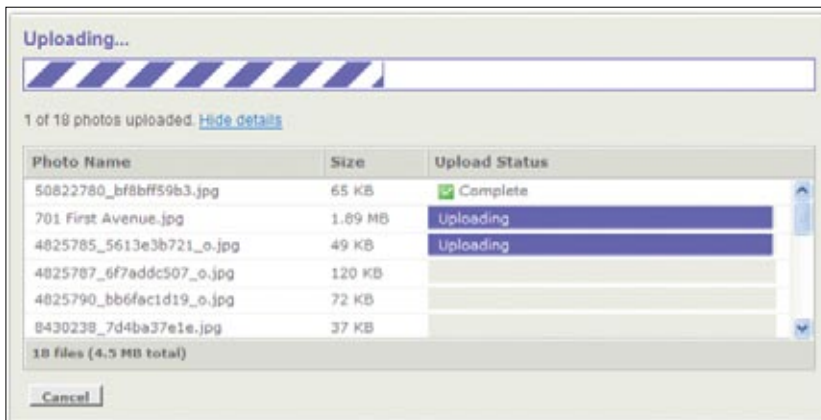 Uploading...
1 of 18 photos uploaded. Hide details
Photo Name Size Upload Status
50822780_bf8bff59b3.jpg 65 KB Complete
701 First Avenue.jpg 1.89 MB Uploading
4825785_5613e3b721_o.jpg 49 KB Uploading
4825787_6f7addc507_o.jpg 120 KB
4825790_bb6fac1d19_o.jpg 72 KB
8430238_7d4ba37e1e.jpg 37 KB
18 files (4.5 MB total)
Cancel